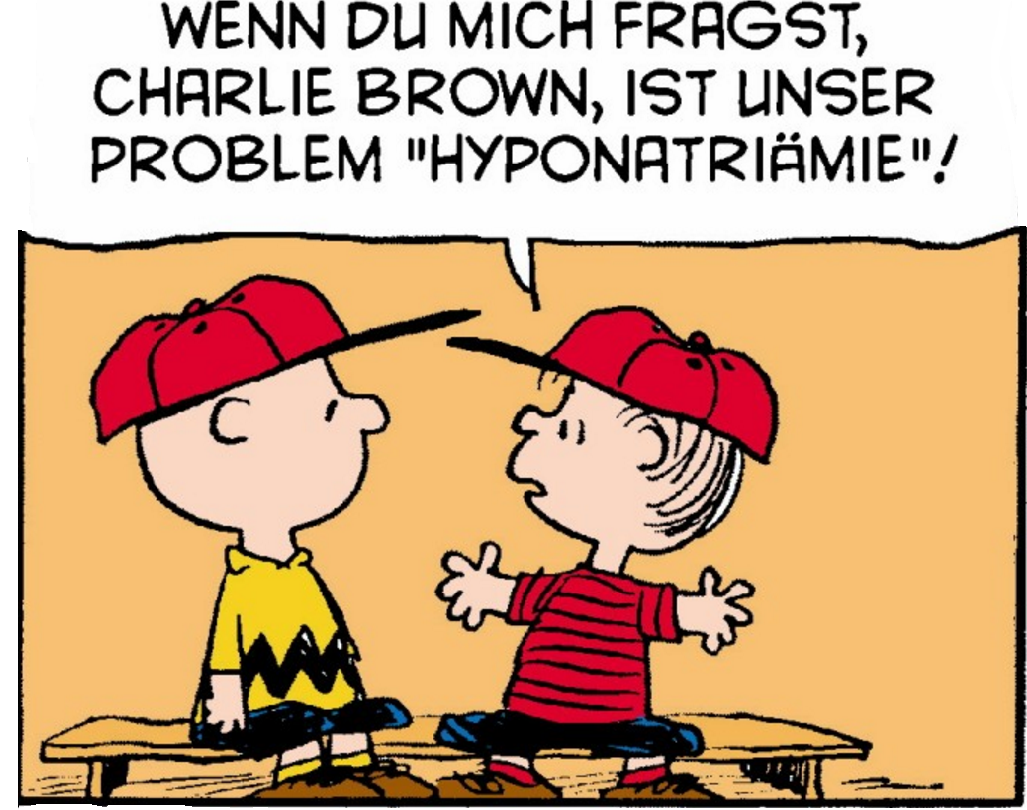 WENN DU MICH FRAGST,
CHARLIE BROWN, IST UNSER
PROBLEM "HYPONATRIÄMIE"!